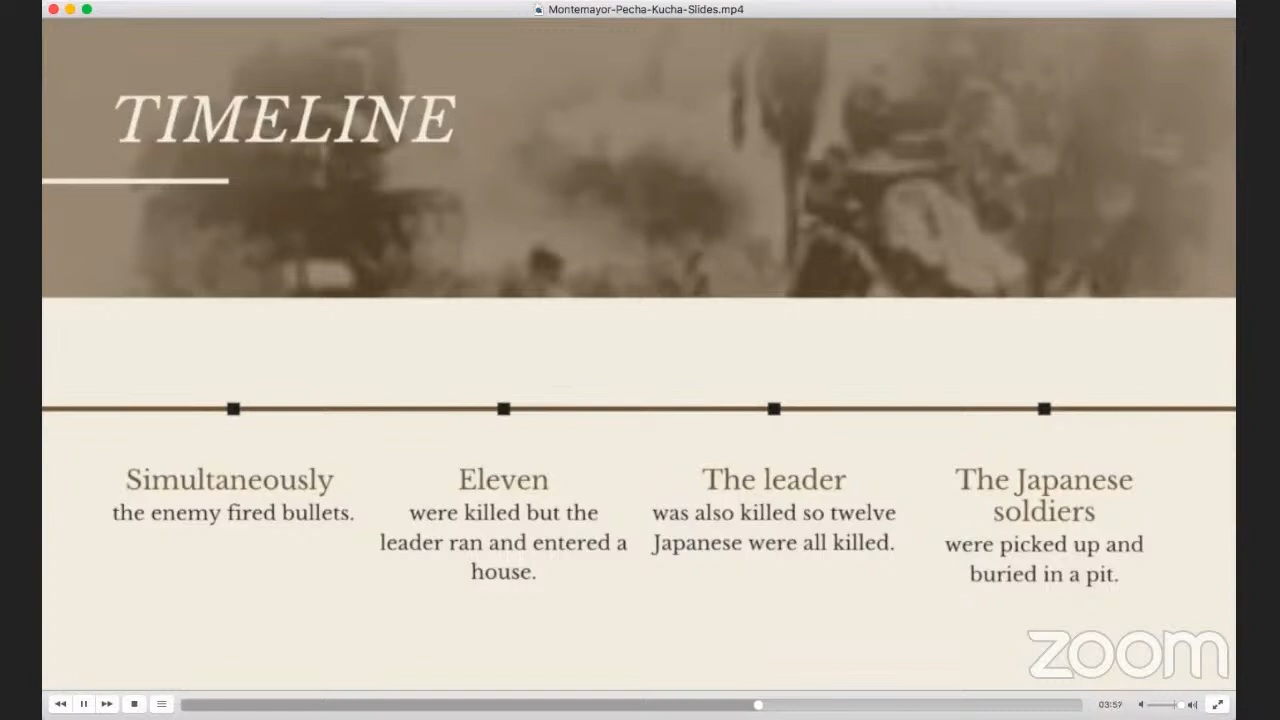 Montemayor-Pecha-Kucha-Slides.mp4
TIMELINE
Simultaneously
the enemy fired bullets.
Eleven
were killed but the
leader ran and entered a
house.
The leader
was also killed so twelve
Japanese were all killed.
The Japanese
soldiers
were picked up and
buried in a pit.
zoom
03:57